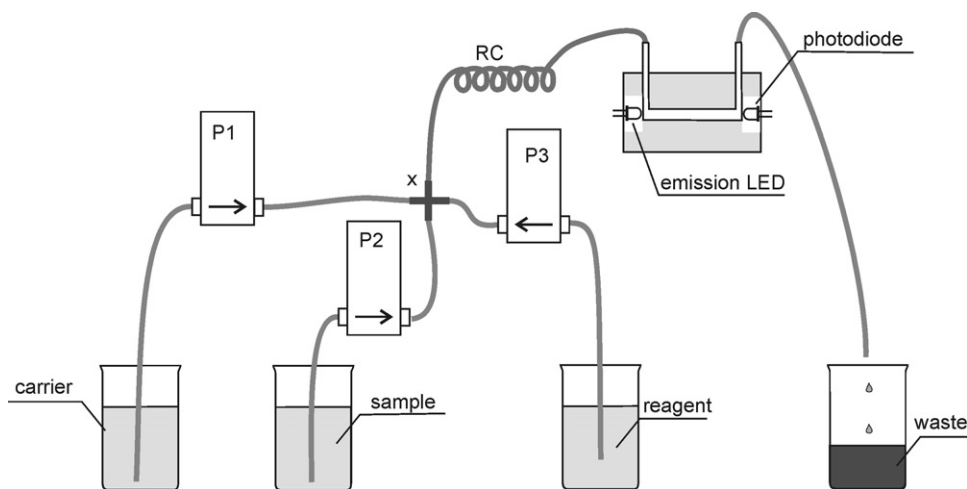 RC
photodiode
P1
P3
x
emission LED
P2
carrier
sample
reagent
waste